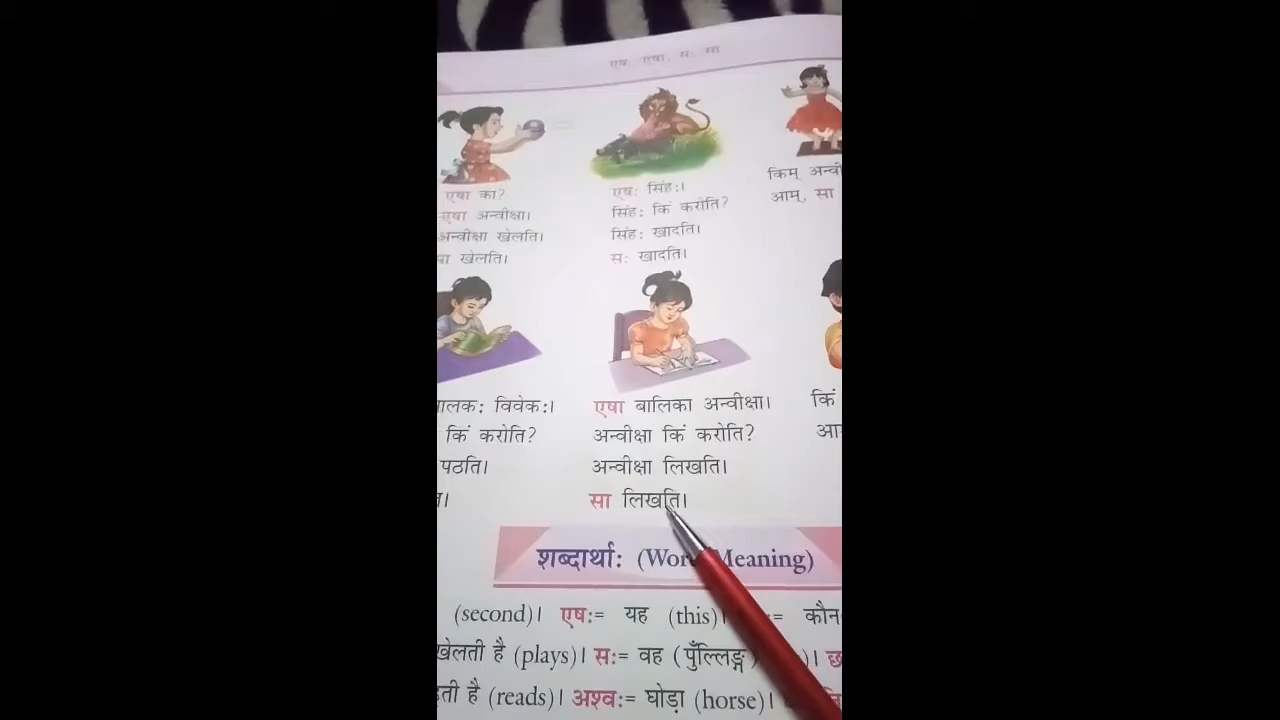 एषः एषा, सः सा
एषा का?
एषा अन्वीक्षा।
अन्वीक्षा खेलति।
सा खेलति।
एषः सिंहः।
सिंहः किं करोति?
सिंहः खादति।
सः खादति।
किम् अन्वी
आम्, सा
बालकः विवेकः।
किं करोति?
पठति।
एषा बालिका अन्वीक्षा।
अन्वीक्षा किं करोति?
अन्वीक्षा लिखति।
सा लिखति।
किं
शब्दार्थाः (Word Meaning)
(second)। एषः= यह (this)। = कौन
खेलती है (plays)। सः= वह (पुँल्लिङ्ग)
है (reads)। अश्वः= घोड़ा (horse)